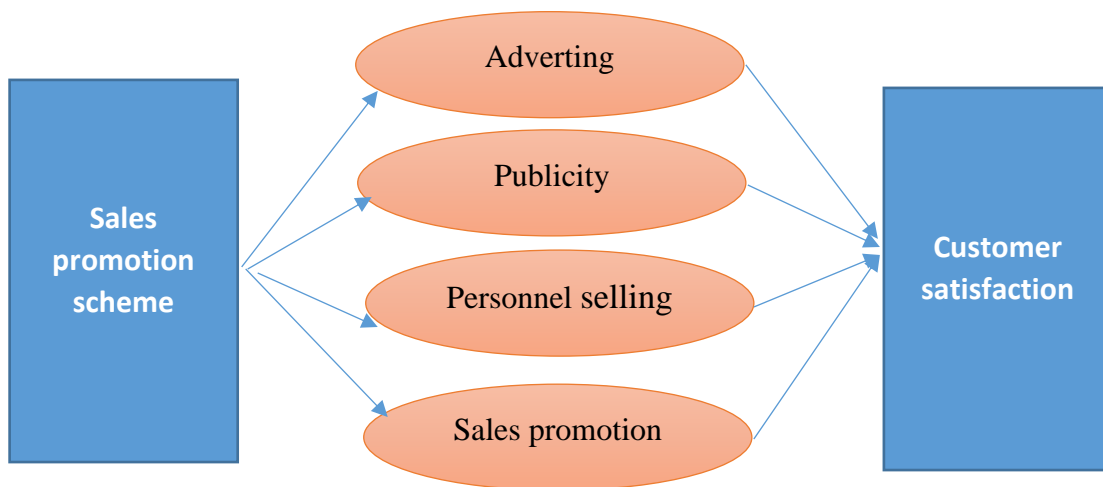 Sales
promotion
scheme
Adverting
Publicity
Personnel selling
Sales promotion
Customer
satisfaction